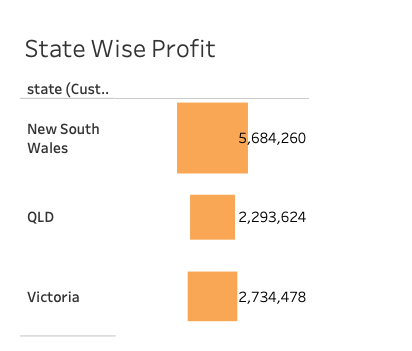 State Wise Profit
state (Cust..
New South
Wales
5,684,260
QLD
2,293,624
Victoria
2,734,478